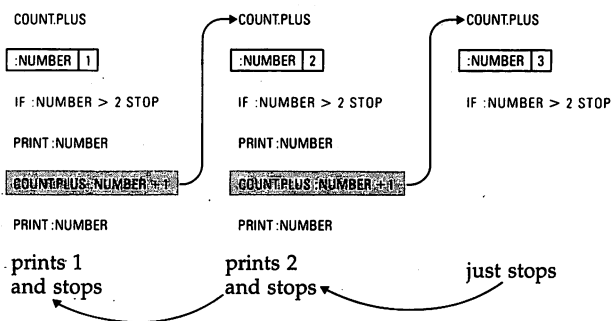 COUNT.PLUS
:NUMBER 1
IF :NUMBER > 2 STOP
PRINT :NUMBER
COUNT.PLUS :NUMBER + 1
PRINT :NUMBER
prints 1
and stops
COUNT.PLUS
:NUMBER 2
IF :NUMBER > 2 STOP
PRINT :NUMBER
COUNT.PLUS :NUMBER + 1
PRINT :NUMBER
prints 2
and stops
COUNT.PLUS
:NUMBER 3
IF :NUMBER > 2 STOP
just stops